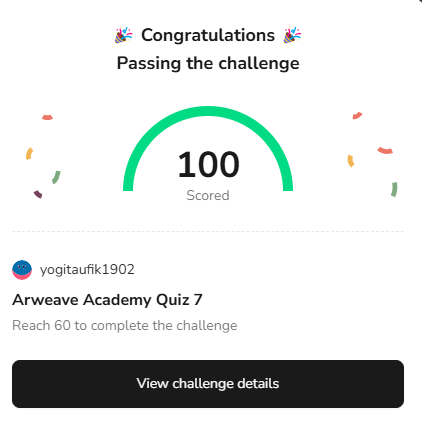 🎉 Congratulations 🎉
Passing the challenge
100
Scored
yogitaufik1902
Arweave Academy Quiz 7
Reach 60 to complete the challenge
View challenge details